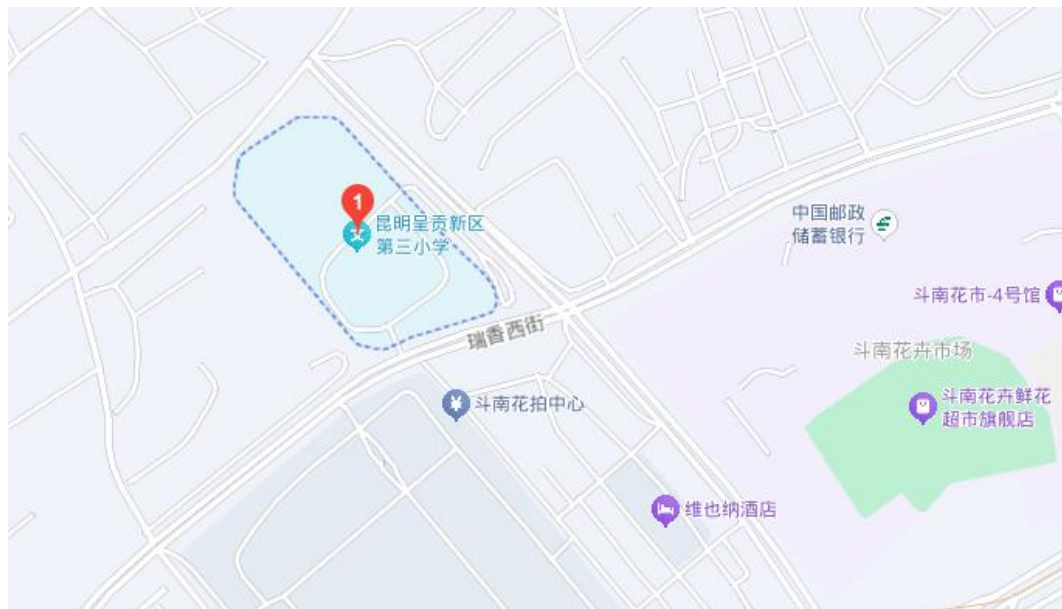 1
昆明呈贡新区
第三小学
中国邮政
储蓄银行
斗南花市-4号馆
瑞香西街
斗南花卉市场
斗南花拍中心
斗南花卉鲜花
超市旗舰店
维也纳酒店